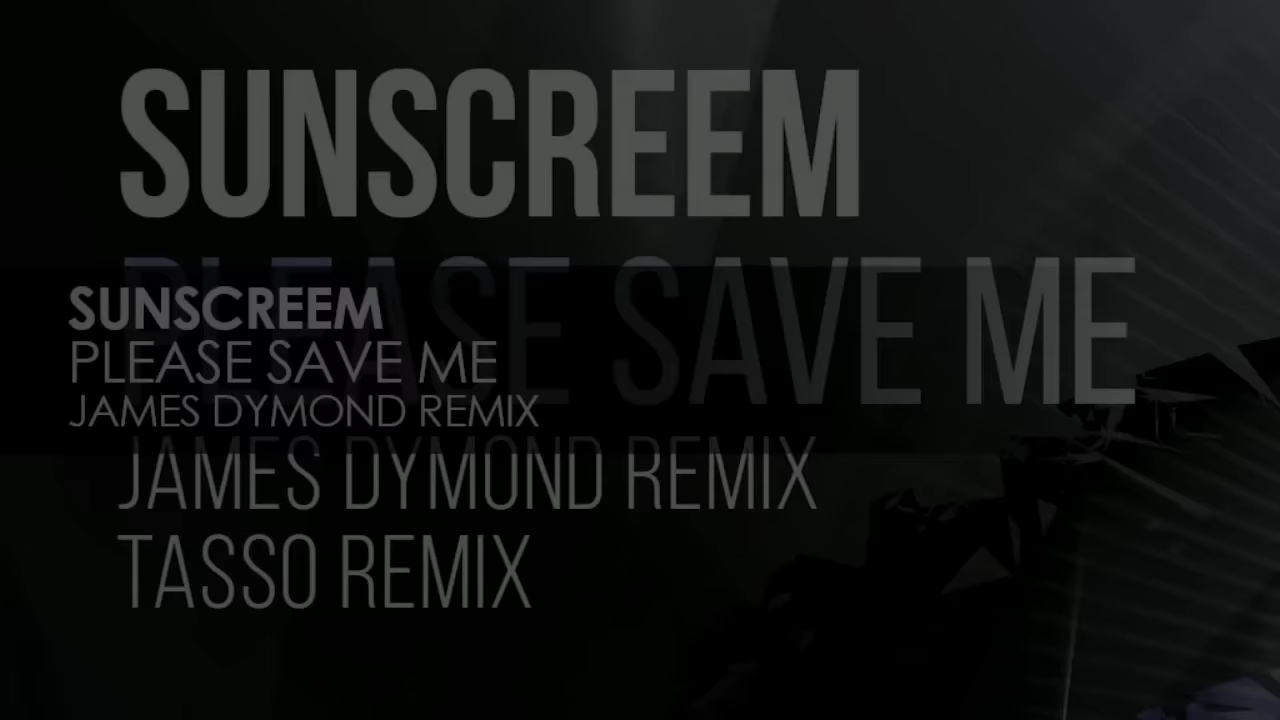 SUNSCREEM
PLEASE SAVE ME
SUNSCREEM
PLEASE SAVE ME
JAMES DYMOND REMIX
JAMES DYMOND REMIX
TASSO REMIX